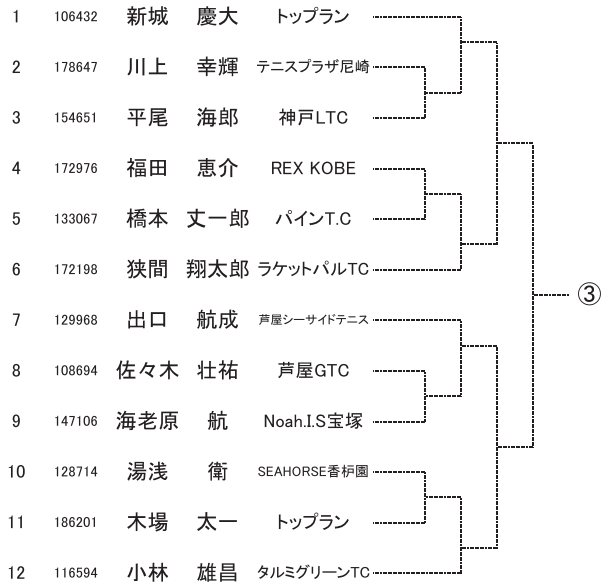 1 106432 新城 慶大 トップラン
2 178647 川上 幸輝 テニスプラザ尼崎
3 154651 平尾 海郎 神戸LTC
4 172976 福田 恵介 REX KOBE
5 133067 橋本 丈一郎 パインT.C
6 172198 狭間 翔太郎 ラケットパルTC
③
7 129968 出口 航成 芦屋シーサイドテニス
8 108694 佐々木 壮祐 芦屋GTC
9 147106 海老原 航 Noah.I.S宝塚
10 128714 湯浅 衛 SEAHORSE香枦園
11 186201 木場 太一 トップラン
12 116594 小林 雄昌 タルミグリーンTC